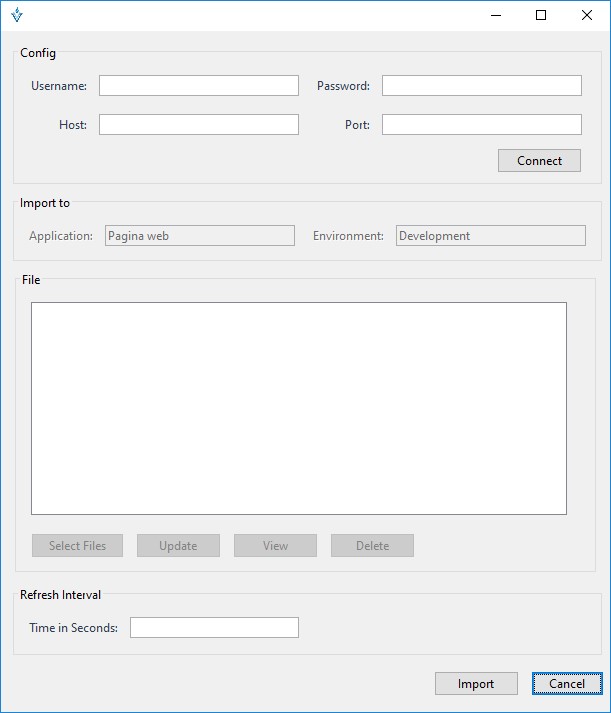 Config
Username: Password:
Host: Port:
Connect
Import to
Application: Pagina web Environment: Development
File
Select Files Update View Delete
Refresh Interval
Time in Seconds:
Import Cancel